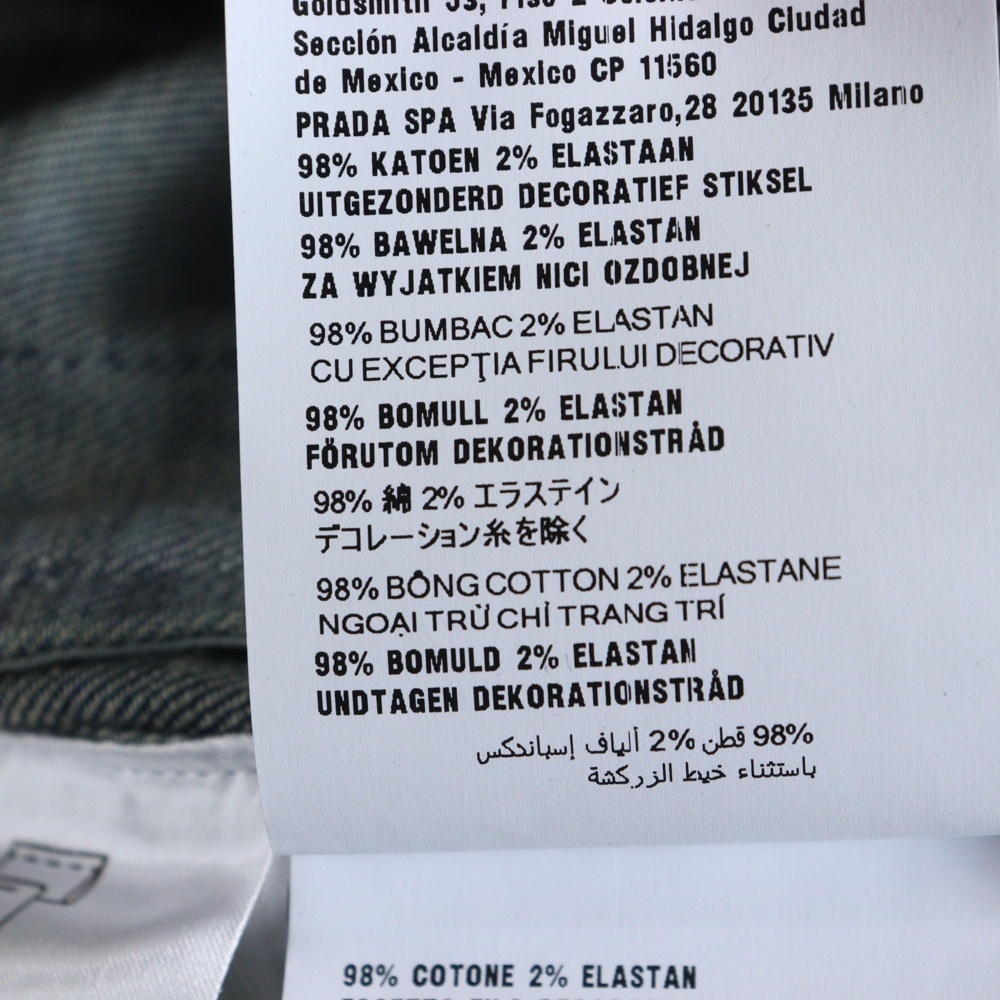 Sección Alcaldía Miguel Hidalgo Ciudad
de Mexico - Mexico CP 11560
PRADA SPA Via Fogazzaro,28 20135 Milano
98% KATOEN 2% ELASTAAN
UITGEZONDERD DECORATIEF STIKSEL
98% BAWELNA 2% ELASTAN
ZA WYJATKIEM NICI OZDOBNEJ
98% BUMBAC 2% ELASTAN
CU EXCEPŢIA FIRULUI DECORATIV
98% BOMULL 2% ELASTAN
FÖRUTOM DEKORATIONSTRÅD
98% 綿 2% エラステイン
デコレーション糸を除く
98% BÔNG COTTON 2% ELASTANE
NGOẠI TRỪ CHỈ TRANG TRÍ
98% BOMULD 2% ELASTAN
UNDTAGEN DEKORATIONSTRÅD
98% قطن 2% ألياف إسباندكس
باستثناء خيط الزركشة
98% COTONE 2% ELASTAN